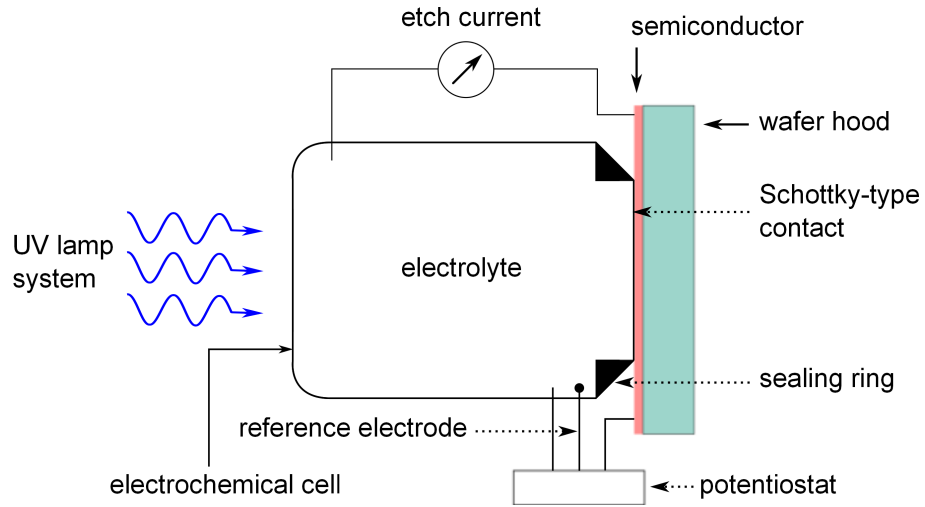 etch current
semiconductor
wafer hood
Schottky-type
contact
UV lamp
system
electrolyte
sealing ring
reference electrode
electrochemical cell
potentiostat